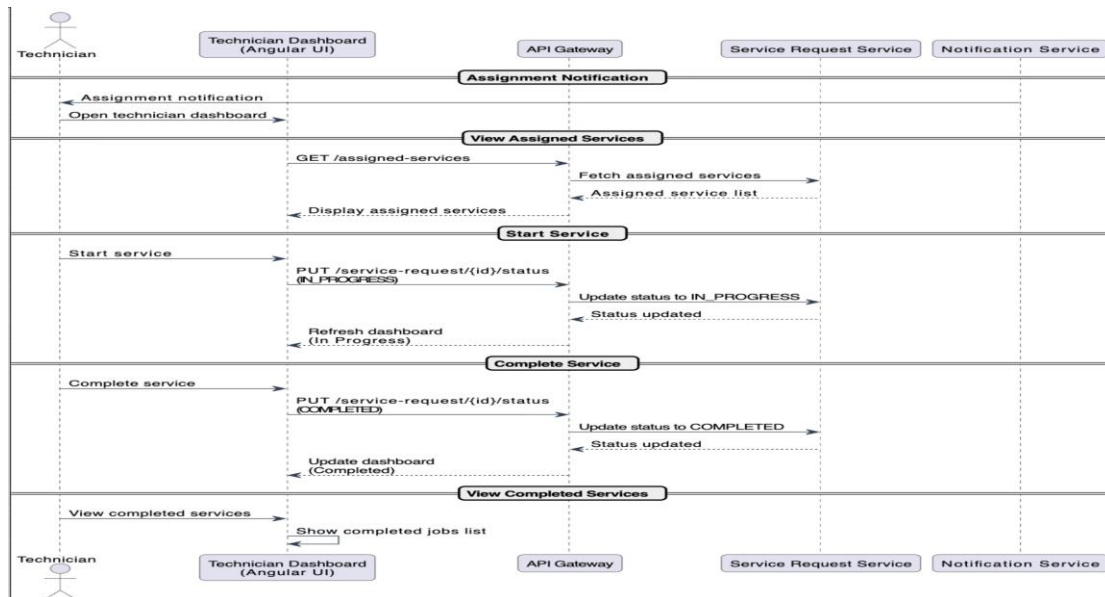 Technician
Technician Dashboard
(Angular UI)
API Gateway
Service Request Service
Notification Service
Assignment Notification
Assignment notification
Open technician dashboard
View Assigned Services
GET /assigned-services
Fetch assigned services
Assigned service list
Display assigned services
Start Service
Start service
PUT /service-request/{id}/status
(IN_PROGRESS)
Update status to IN_PROGRESS
Status updated
Refresh dashboard
(In Progress)
Complete Service
Complete service
PUT /service-request/{id}/status
(COMPLETED)
Update status to COMPLETED
Status updated
Update dashboard
(Completed)
View Completed Services
View completed services
Show completed jobs list
Technician
Technician Dashboard
(Angular UI)
API Gateway
Service Request Service
Notification Service